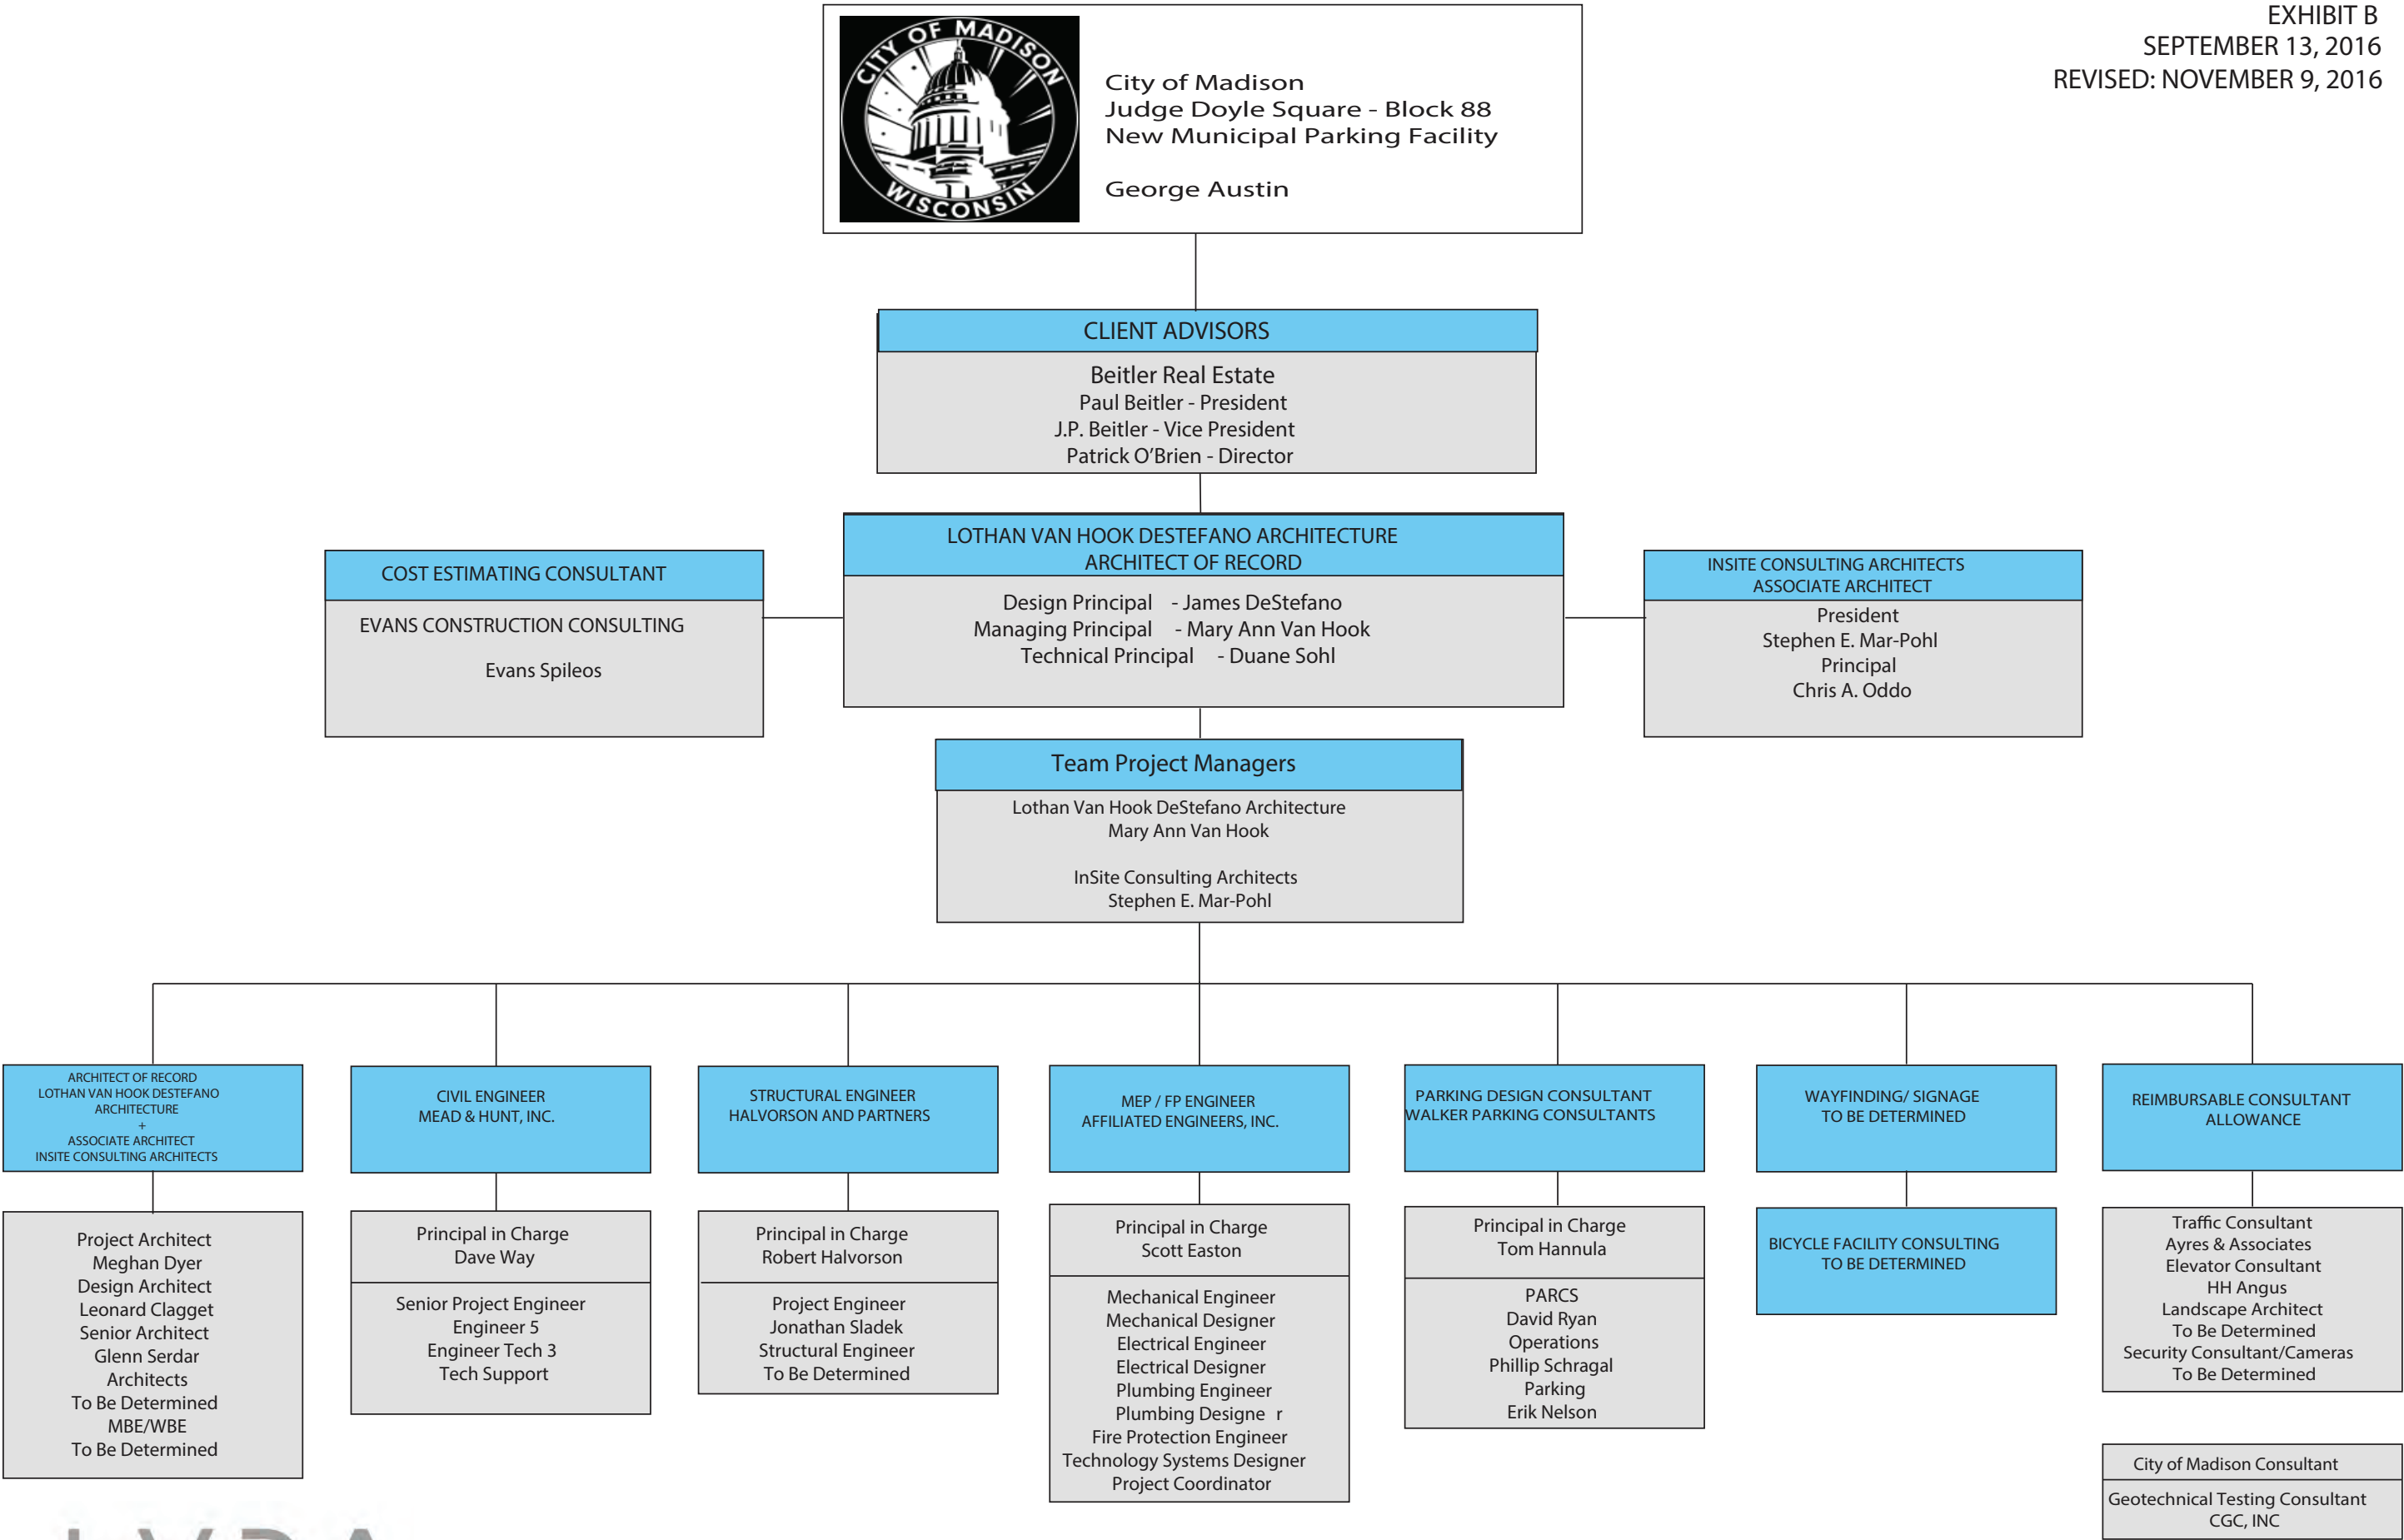 EXHIBIT B
SEPTEMBER 13, 2016
REVISED: NOVEMBER 9, 2016
CITY OF MADISON
WISCONSIN
City of Madison
Judge Doyle Square - Block 88
New Municipal Parking Facility
George Austin
CLIENT ADVISORS
Beitler Real Estate
Paul Beitler - President
J.P. Beitler - Vice President
Patrick O’Brien - Director
COST ESTIMATING CONSULTANT
EVANS CONSTRUCTION CONSULTING
Evans Spileos
LOTHAN VAN HOOK DESTEFANO ARCHITECTURE
ARCHITECT OF RECORD
Design Principal - James DeStefano
Managing Principal - Mary Ann Van Hook
Technical Principal - Duane Sohl
INSITE CONSULTING ARCHITECTS
ASSOCIATE ARCHITECT
President
Stephen E. Mar-Pohl
Principal
Chris A. Oddo
Team Project Managers
Lothan Van Hook DeStefano Architecture
Mary Ann Van Hook
InSite Consulting Architects
Stephen E. Mar-Pohl
ARCHITECT OF RECORD
LOTHAN VAN HOOK DESTEFANO
ARCHITECTURE
+
ASSOCIATE ARCHITECT
INSITE CONSULTING ARCHITECTS
Project Architect
Meghan Dyer
Design Architect
Leonard Clagget
Senior Architect
Glenn Serdar
Architects
To Be Determined
MBE/WBE
To Be Determined
CIVIL ENGINEER
MEAD & HUNT, INC.
Principal in Charge
Dave Way
Senior Project Engineer
Engineer 5
Engineer Tech 3
Tech Support
STRUCTURAL ENGINEER
HALVORSON AND PARTNERS
Principal in Charge
Robert Halvorson
Project Engineer
Jonathan Sladek
Structural Engineer
To Be Determined
MEP / FP ENGINEER
AFFILIATED ENGINEERS, INC.
Principal in Charge
Scott Easton
Mechanical Engineer
Mechanical Designer
Electrical Engineer
Electrical Designer
Plumbing Engineer
Plumbing Designe r
Fire Protection Engineer
Technology Systems Designer
Project Coordinator
PARKING DESIGN CONSULTANT
WALKER PARKING CONSULTANTS
Principal in Charge
Tom Hannula
PARCS
David Ryan
Operations
Phillip Schragal
Parking
Erik Nelson
WAYFINDING/ SIGNAGE
TO BE DETERMINED
BICYCLE FACILITY CONSULTING
TO BE DETERMINED
REIMBURSABLE CONSULTANT
ALLOWANCE
Traffic Consultant
Ayres & Associates
Elevator Consultant
HH Angus
Landscape Architect
To Be Determined
Security Consultant/Cameras
To Be Determined
City of Madison Consultant
Geotechnical Testing Consultant
CGC, INC
LVDA